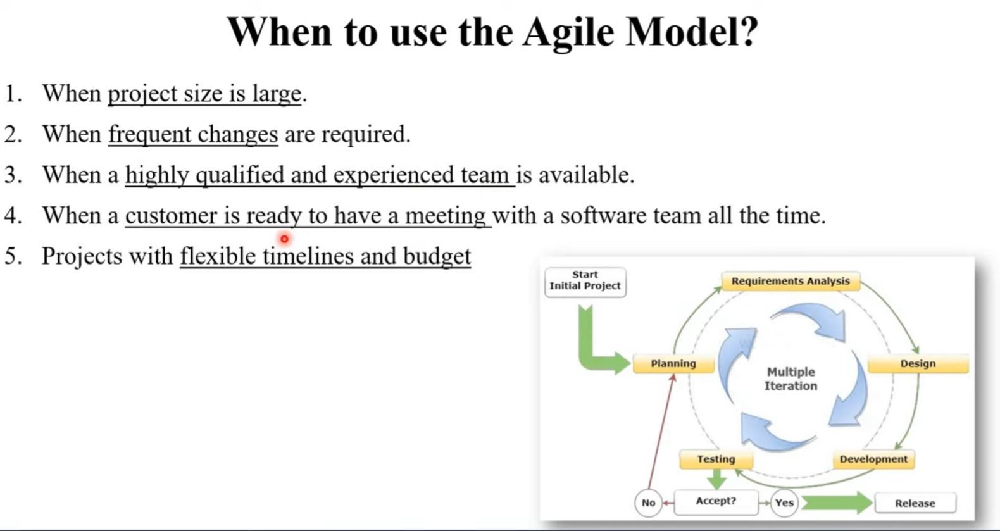 When to use the Agile Model?
1. When project size is large.
2. When frequent changes are required.
3. When a highly qualified and experienced team is available.
4. When a customer is ready to have a meeting with a software team all the time.
5. Projects with flexible timelines and budget
Start
Initial Project
Requirements Analysis
Planning
Design
Multiple
Iteration
Testing
Development
No
Accept?
Yes
Release